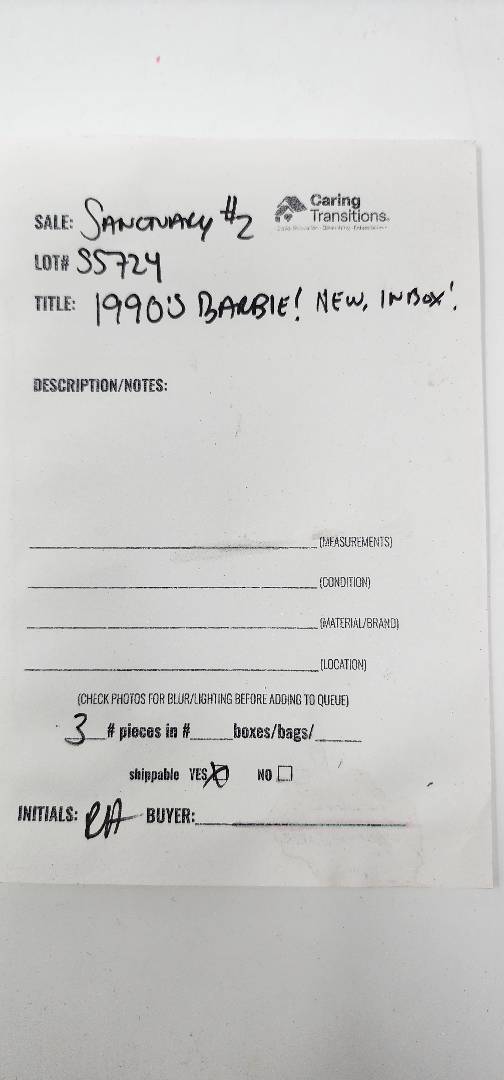 SALE: SANCTUARY #2
Caring
Transitions®
LOT# SS724
TITLE: 1990'S BARBIE! NEW, IN BOX!
DESCRIPTION/NOTES:
(MEASUREMENTS)
(CONDITION)
(MATERIAL/BRAND)
(LOCATION)
(CHECK PHOTOS FOR BLUR/LIGHTING BEFORE ADDING TO QUEUE)
3 # pieces in #_____boxes/bags/_____
shippable YES ☒ NO ☐
INITIALS: RA BUYER: